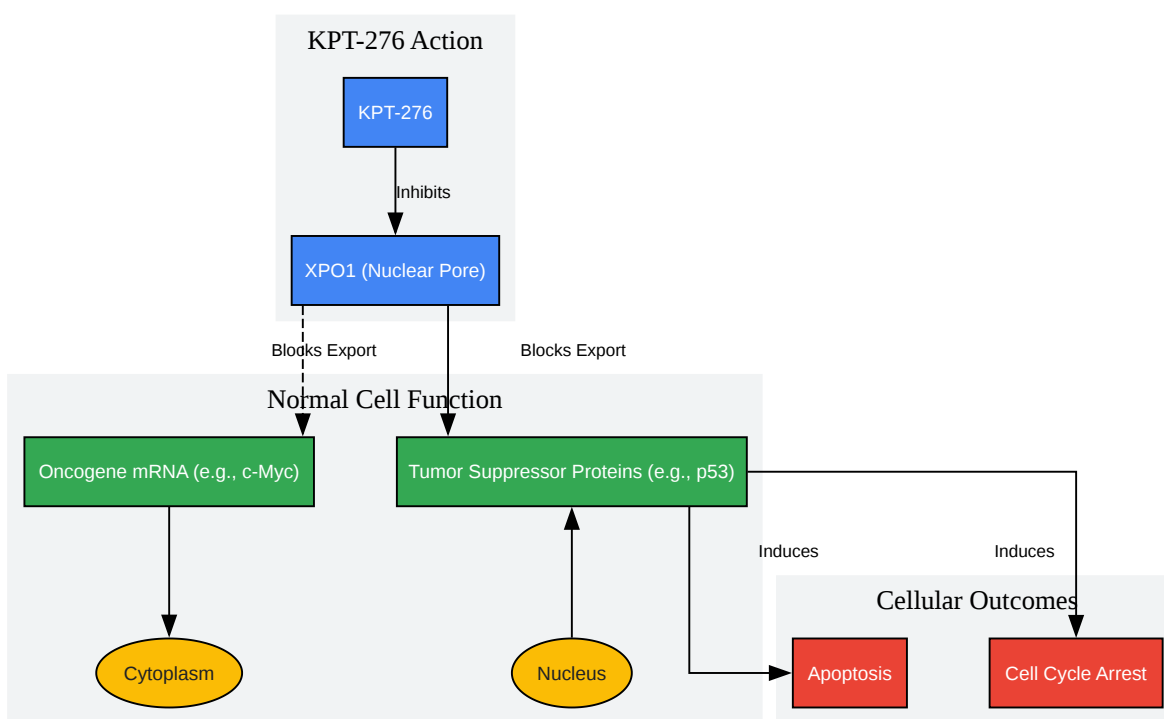 KPT-276 Action
KPT-276
Inhibits
XPO1 (Nuclear Pore)
Blocks Export
Blocks Export
Normal Cell Function
Oncogene mRNA (e.g., c-Myc)
Tumor Suppressor Proteins (e.g., p53)
Induces
Induces
Cellular Outcomes
Cytoplasm
Nucleus
Apoptosis
Cell Cycle Arrest